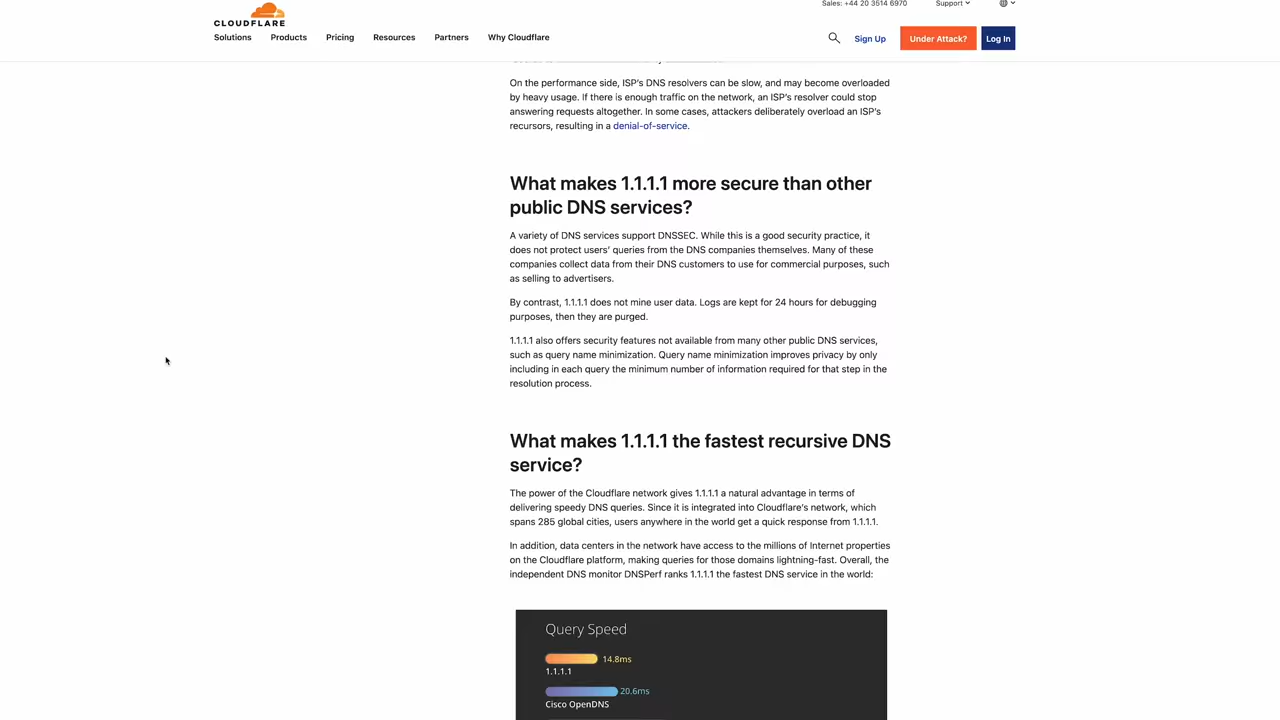 Sales: +44 20 3514 6970 Support
CLOUDFLARE
Solutions Products Pricing Resources Partners Why Cloudflare Sign Up Under Attack? Log In
On the performance side, ISP's DNS resolvers can be slow, and may become overloaded
by heavy usage. If there is enough traffic on the network, an ISP's resolver could stop
answering requests altogether. In some cases, attackers deliberately overload an ISP's
recursors, resulting in a denial-of-service.
What makes 1.1.1.1 more secure than other
public DNS services?
A variety of DNS services support DNSSEC. While this is a good security practice, it
does not protect users' queries from the DNS companies themselves. Many of these
companies collect data from their DNS customers to use for commercial purposes, such
as selling to advertisers.
By contrast, 1.1.1.1 does not mine user data. Logs are kept for 24 hours for debugging
purposes, then they are purged.
1.1.1.1 also offers security features not available from many other public DNS services,
such as query name minimization. Query name minimization improves privacy by only
including in each query the minimum number of information required for that step in the
resolution process.
What makes 1.1.1.1 the fastest recursive DNS
service?
The power of the Cloudflare network gives 1.1.1.1 a natural advantage in terms of
delivering speedy DNS queries. Since it is integrated into Cloudflare's network, which
spans 285 global cities, users anywhere in the world get a quick response from 1.1.1.1.
In addition, data centers in the network have access to the millions of Internet properties
on the Cloudflare platform, making queries for those domains lightning-fast. Overall, the
independent DNS monitor DNSPerf ranks 1.1.1.1 the fastest DNS service in the world:
Query Speed
14.8ms
1.1.1.1
20.6ms
Cisco OpenDNS